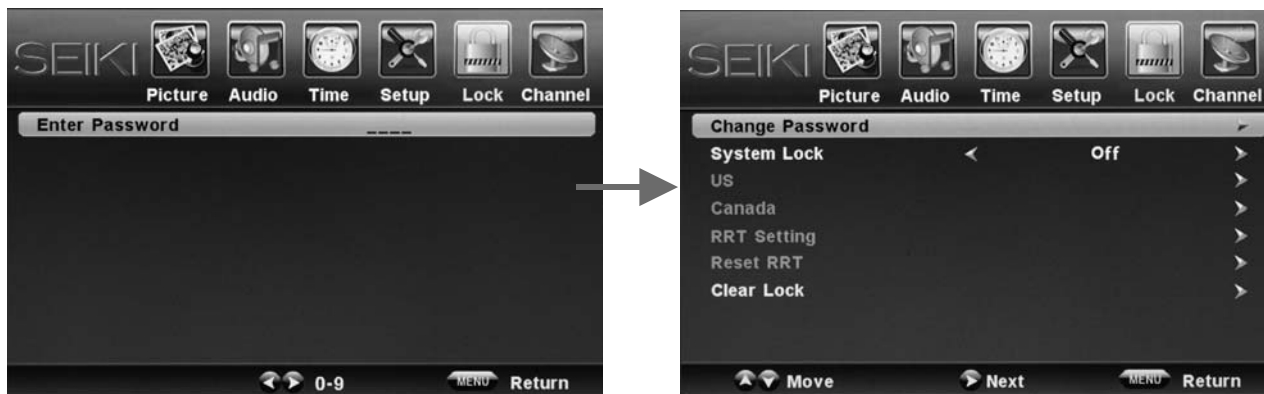 SEIKI
Picture Audio Time Setup Lock Channel
Enter Password ____
0-9 MENU Return
SEIKI
Picture Audio Time Setup Lock Channel
Change Password
System Lock Off
US
Canada
RRT Setting
Reset RRT
Clear Lock
Move Next MENU Return